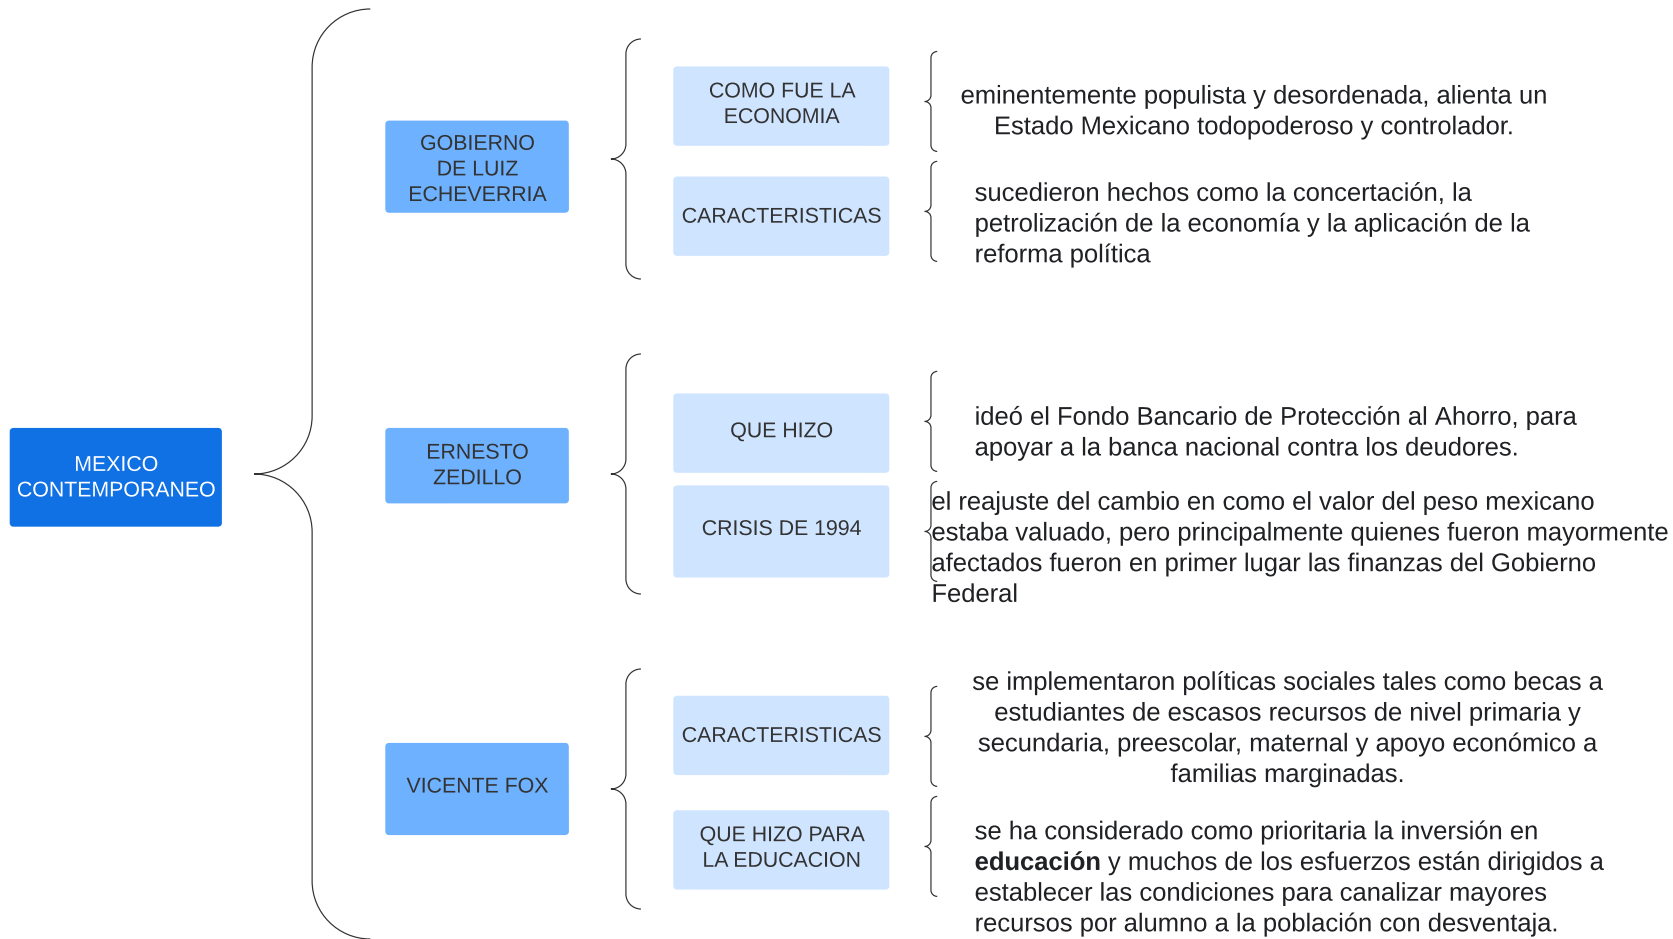 MEXICO
CONTEMPORANEO
GOBIERNO
DE LUIZ
ECHEVERRIA
COMO FUE LA
ECONOMIA
eminentemente populista y desordenada, alienta un
Estado Mexicano todopoderoso y controlador.
CARACTERISTICAS
sucedieron hechos como la concertación, la
petrolización de la economía y la aplicación de la
reforma política
ERNESTO
ZEDILLO
QUE HIZO
ideó el Fondo Bancario de Protección al Ahorro, para
apoyar a la banca nacional contra los deudores.
CRISIS DE 1994
el reajuste del cambio en como el valor del peso mexicano
estaba valuado, pero principalmente quienes fueron mayormente
afectados fueron en primer lugar las finanzas del Gobierno
Federal
VICENTE FOX
CARACTERISTICAS
se implementaron políticas sociales tales como becas a
estudiantes de escasos recursos de nivel primaria y
secundaria, preescolar, maternal y apoyo económico a
familias marginadas.
QUE HIZO PARA
LA EDUCACION
se ha considerado como prioritaria la inversión en
educación y muchos de los esfuerzos están dirigidos a
establecer las condiciones para canalizar mayores
recursos por alumno a la población con desventaja.